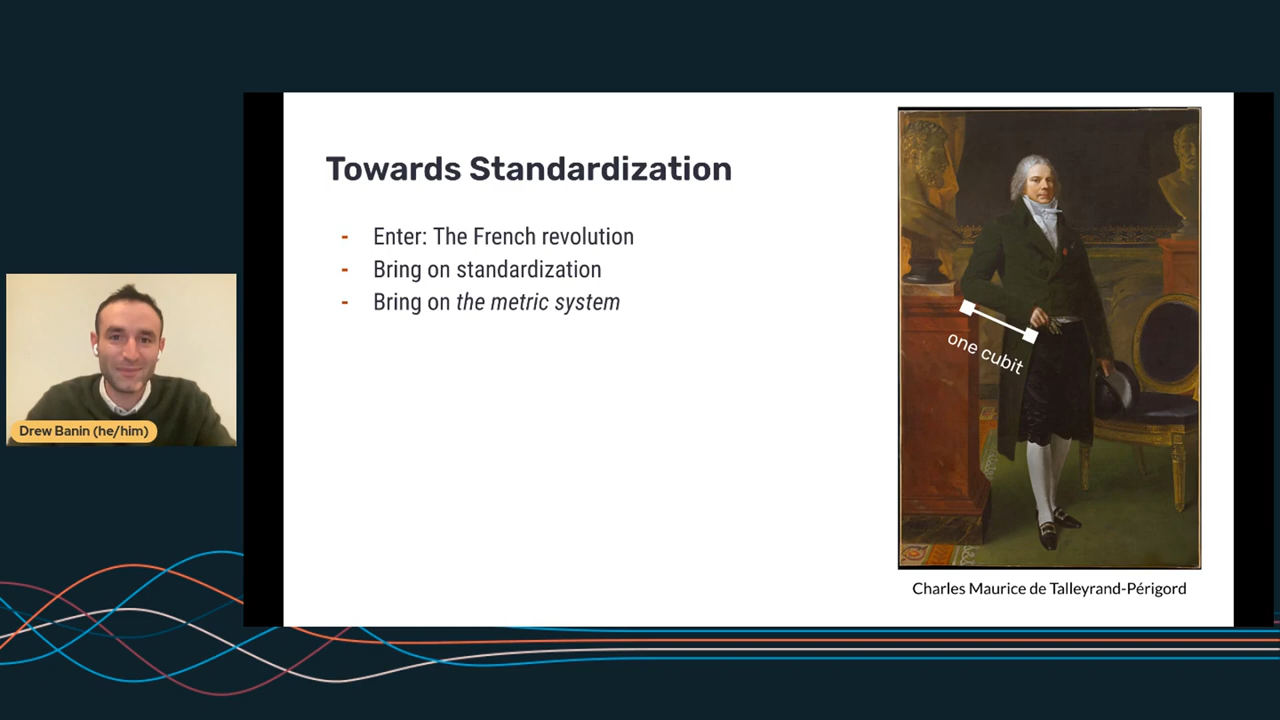 Towards Standardization
- Enter: The French revolution
- Bring on standardization
- Bring on the metric system
one cubit
Charles Maurice de Talleyrand-Périgord
Drew Banin (he/him)